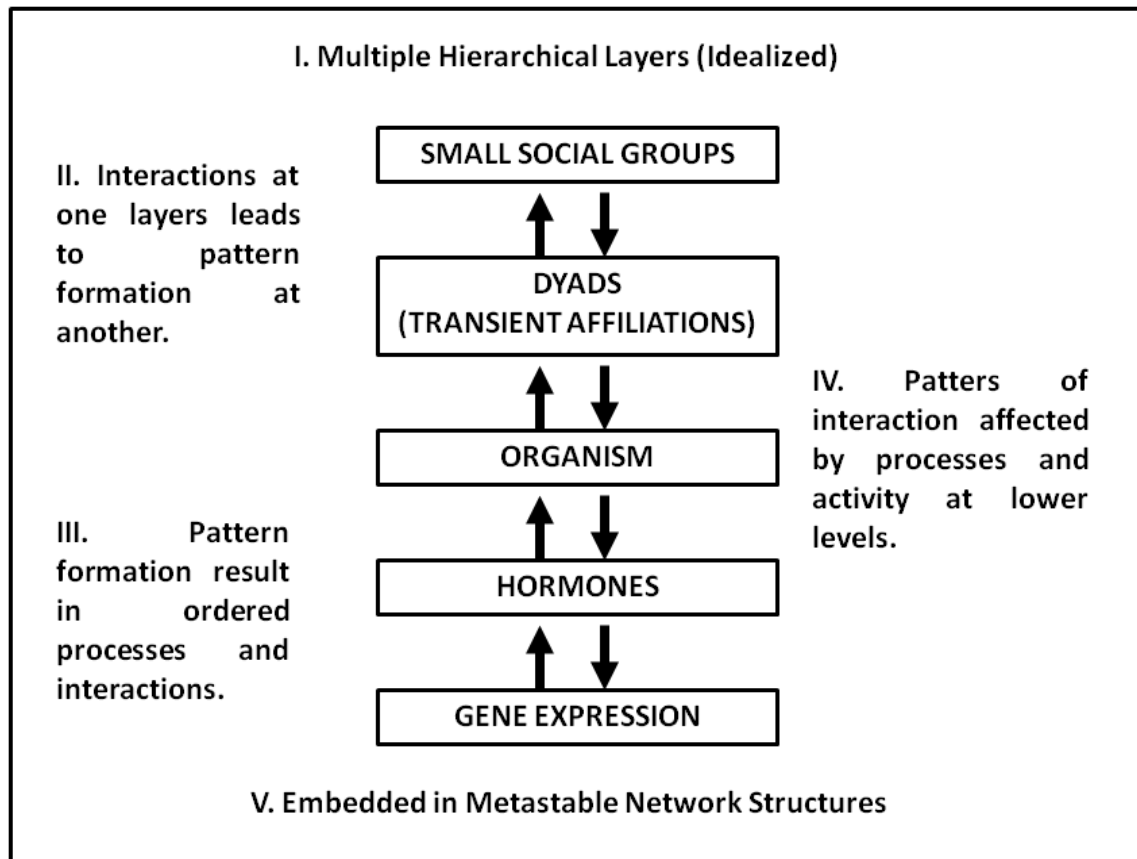 I. Multiple Hierarchical Layers (Idealized)
SMALL SOCIAL GROUPS
II. Interactions at
one layers leads
to pattern
formation at
another.
DYADS
(TRANSIENT AFFILIATIONS)
IV. Patters of
interaction affected
by processes and
activity at lower
levels.
ORGANISM
III. Pattern
formation result
in ordered
processes and
interactions.
HORMONES
GENE EXPRESSION
V. Embedded in Metastable Network Structures